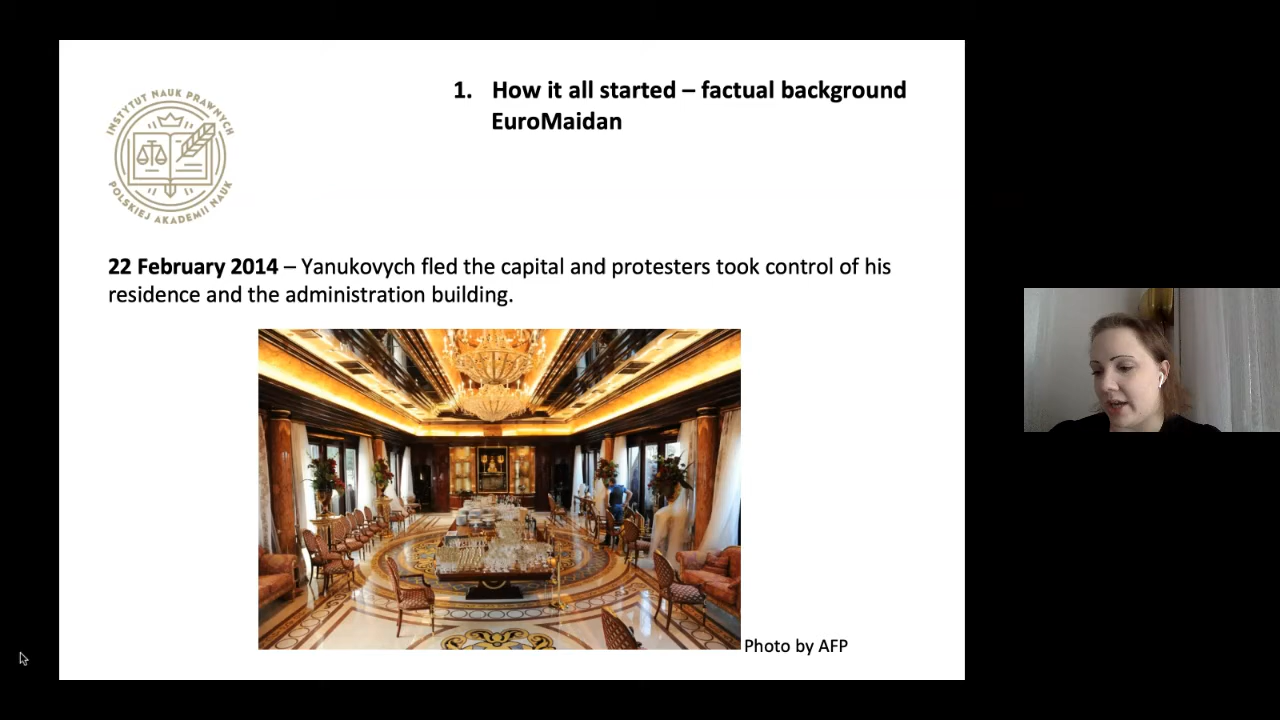 1. How it all started – factual background
EuroMaidan
INSTYTUT NAUK PRAWNYCH
POLSKIEJ AKADEMII NAUK
22 February 2014 – Yanukovych fled the capital and protesters took control of his
residence and the administration building.
Photo by AFP